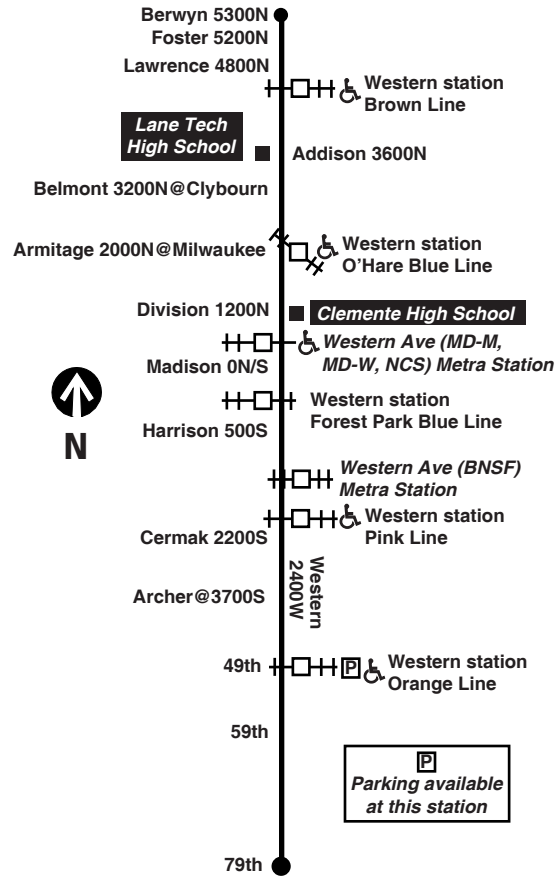 Berwyn 5300N
Foster 5200N
Lawrence 4800N
Western station
Brown Line
Lane Tech
High School
Addison 3600N
Belmont 3200N@Clybourn
Armitage 2000N@Milwaukee
Western station
O'Hare Blue Line
Division 1200N
Clemente High School
Western Ave (MD-M,
MD-W, NCS) Metra Station
Madison 0N/S
Western station
Forest Park Blue Line
N
Harrison 500S
Western Ave (BNSF)
Metra Station
Western station
Pink Line
Cermak 2200S
Western
2400W
Archer@3700S
49th
P
Western station
Orange Line
59th
P
Parking available
at this station
79th